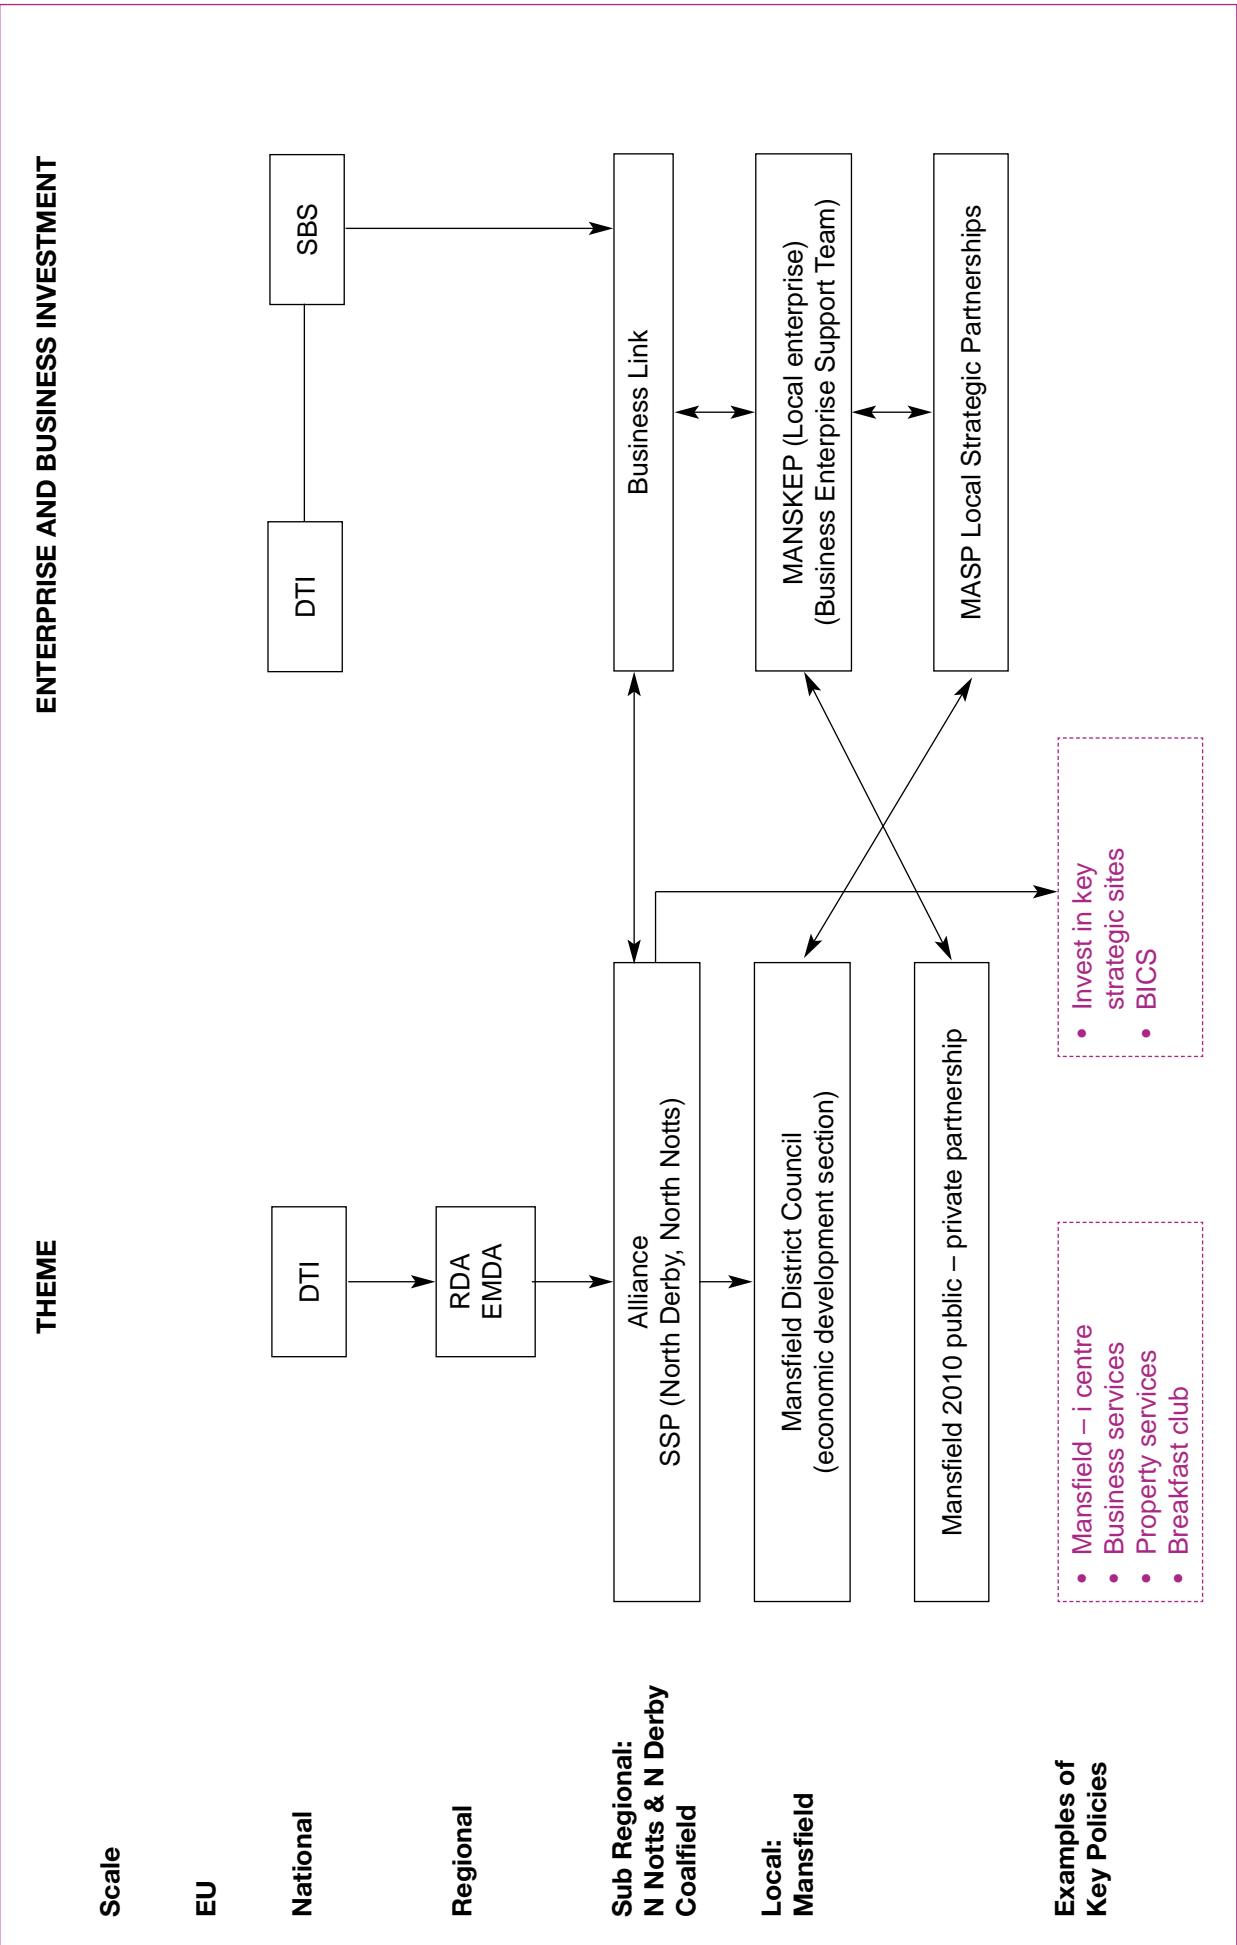 THEME
ENTERPRISE AND BUSINESS INVESTMENT
Scale
EU
National
DTI
DTI
SBS
Regional
RDA
EMDA
Sub Regional:
N Notts & N Derby
Coalfield
Alliance
SSP (North Derby, North Notts)
Business Link
Local:
Mansfield
Mansfield District Council
(economic development section)
MANSKEP (Local enterprise)
(Business Enterprise Support Team)
Mansfield 2010 public – private partnership
MASP Local Strategic Partnerships
Examples of
Key Policies
• Mansfield – i centre
• Business services
• Property services
• Breakfast club
• Invest in key
strategic sites
• BICS